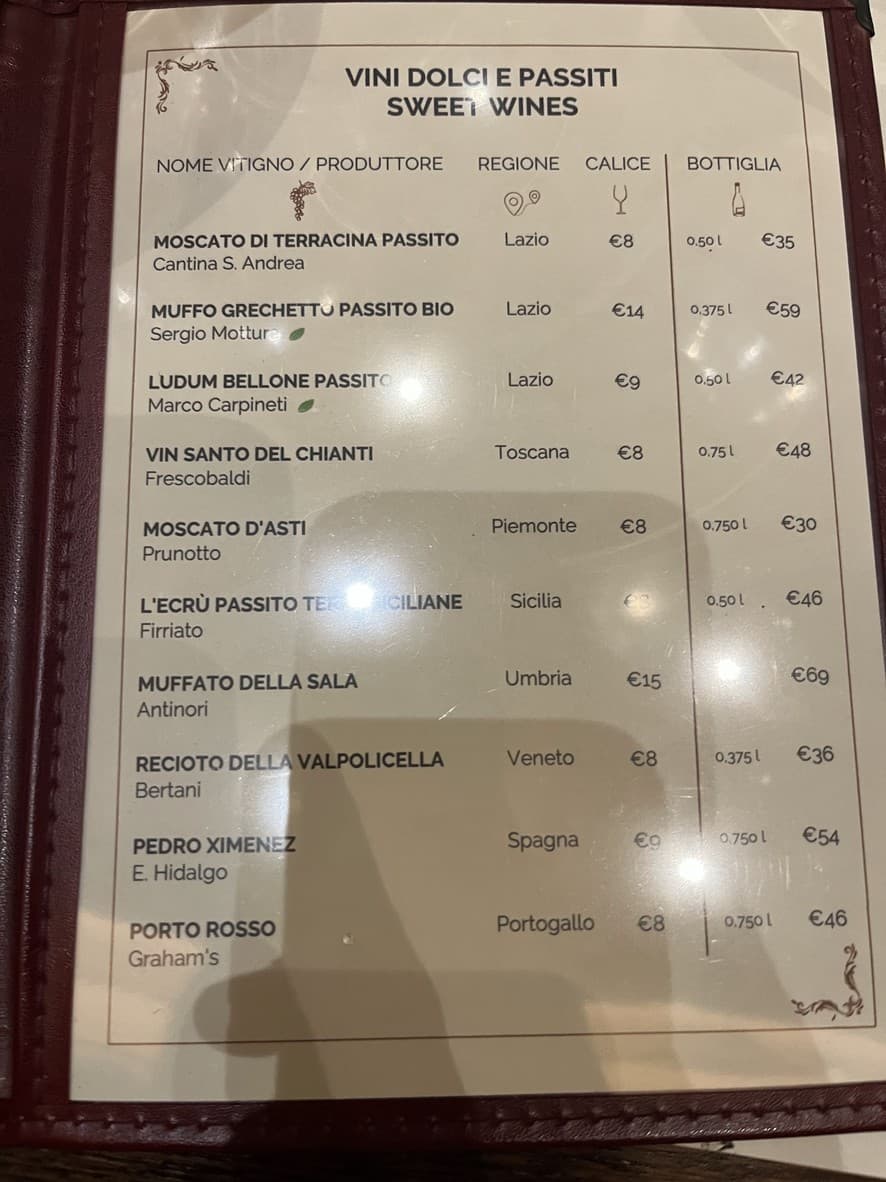 VINI DOLCI E PASSITI
SWEET WINES
NOME VITIGNO / PRODUTTORE REGIONE CALICE BOTTIGLIA
MOSCATO DI TERRACINA PASSITO Lazio €8 0.50 l €35
Cantina S. Andrea
MUFFO GRECHETTO PASSITO BIO Lazio €14 0.375 l €59
Sergio Mottura
LUDUM BELLONE PASSITO Lazio €9 0.50 l €42
Marco Carpineti
VIN SANTO DEL CHIANTI Toscana €8 0.75 l €48
Frescobaldi
MOSCATO D'ASTI Piemonte €8 0.750 l €30
Prunotto
L'ECRÙ PASSITO Sicilia 0.50 l €46
Firriato
MUFFATO DELLA SALA Umbria €15 €69
Antinori
RECIOTO DELLA VALPOLICELLA Veneto €8 0.375 l €36
Bertani
PEDRO XIMENEZ Spagna €9 0.750 l €54
E. Hidalgo
PORTO ROSSO Portogallo €8 0.750 l €46
Graham's